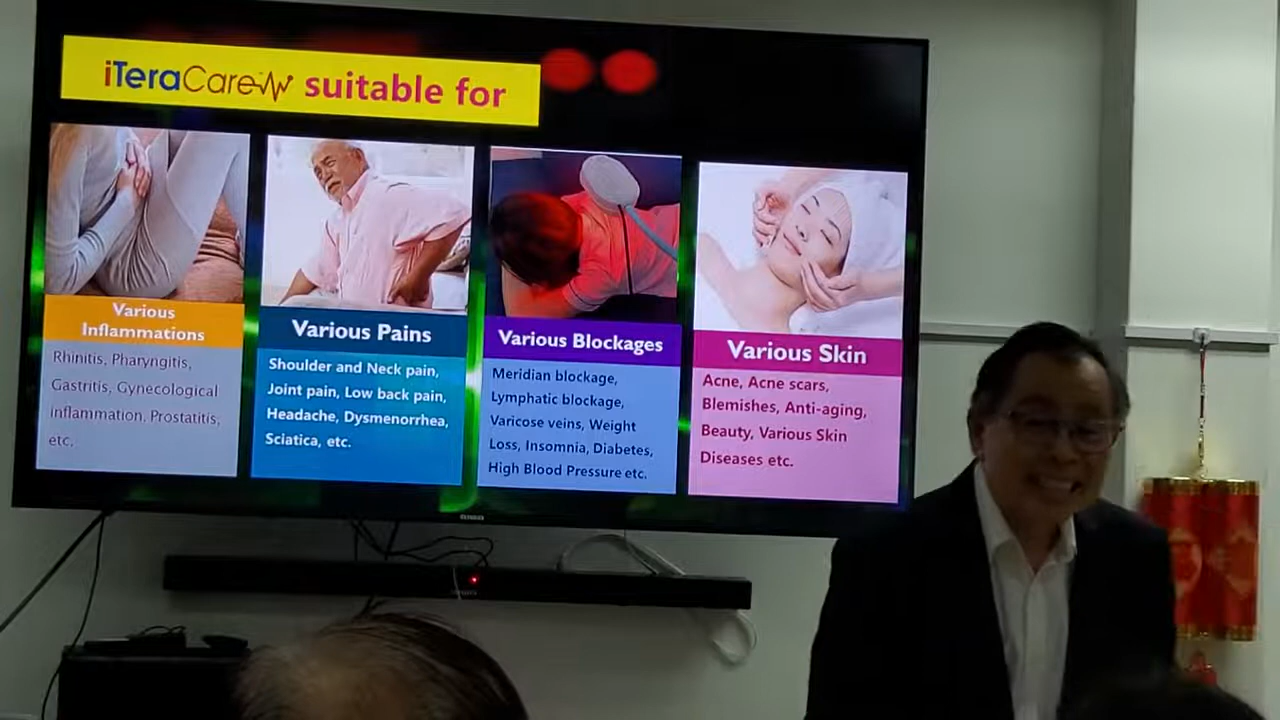 iTeraCare suitable for
Various
Inflammations
Rhinitis, Pharyngitis,
Gastritis, Gynecological
inflammation, Prostatitis,
etc.
Various Pains
Shoulder and Neck pain,
Joint pain, Low back pain,
Headache, Dysmenorrhea,
Sciatica, etc.
Various Blockages
Meridian blockage,
Lymphatic blockage,
Varicose veins, Weight
Loss, Insomnia, Diabetes,
High Blood Pressure etc.
Various Skin
Acne, Acne scars,
Blemishes, Anti-aging,
Beauty, Various Skin
Diseases etc.